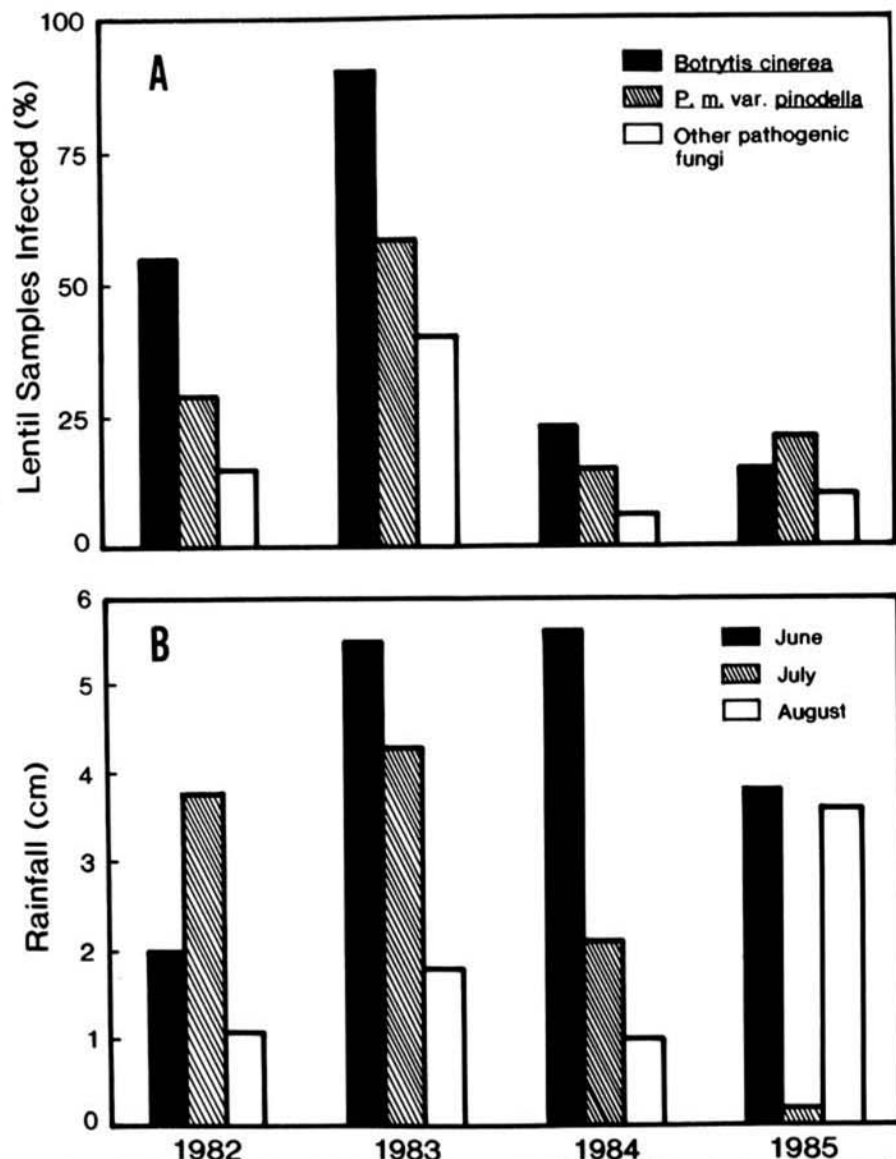 A
Botrytis cinerea
P. m. var. pinodella
Other pathogenic
fungi
Lentil Samples Infected (%)
100
75
50
25
0
B
June
July
August
Rainfall (cm)
6
5
4
3
2
1
0
1982 1983 1984 1985